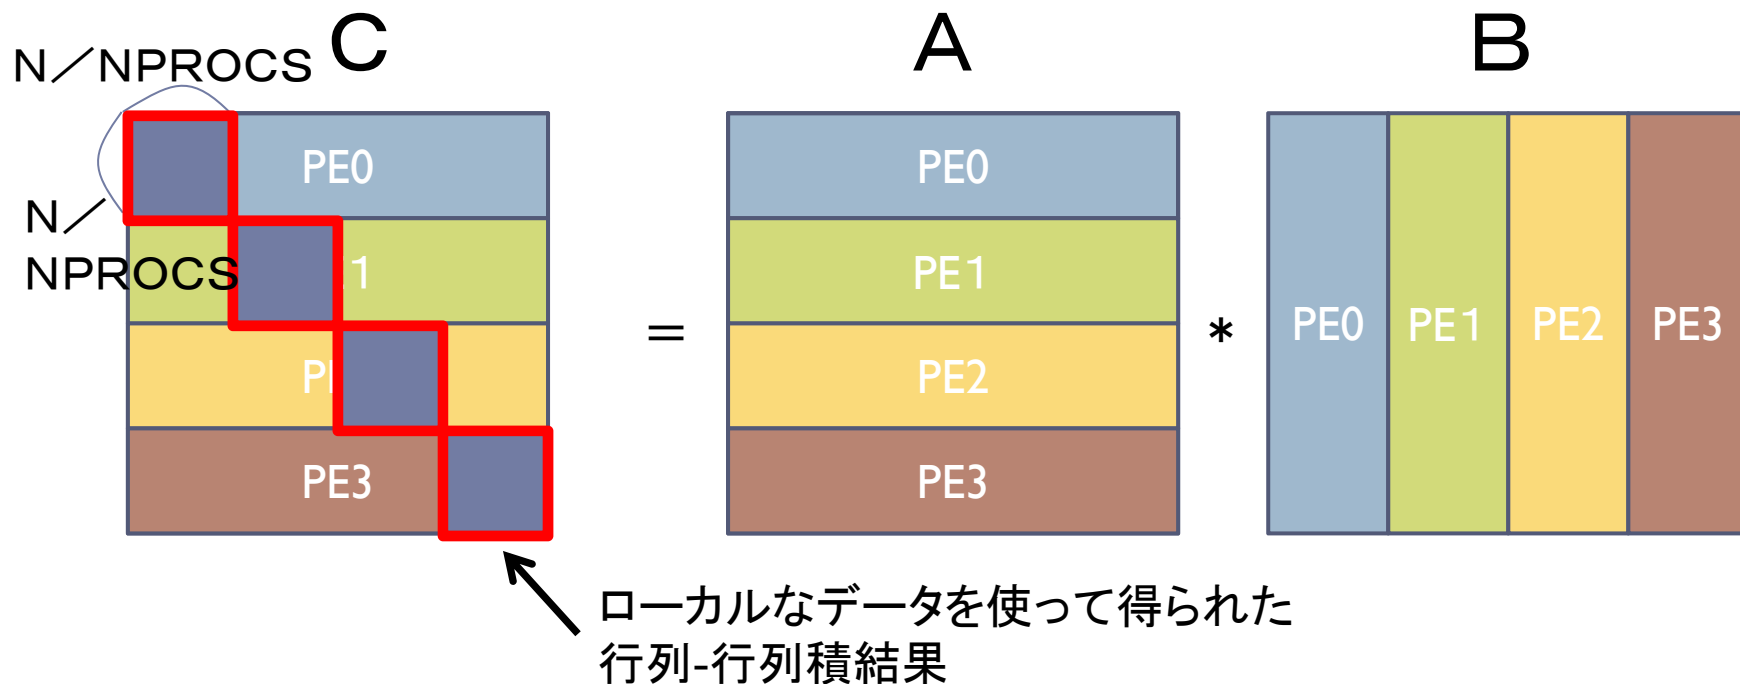 C
A
B
N／NPROCS
PE0
PE0
N／
NPROCS
1
PE1
PE0
PE1
PE2
PE3
=
*
P
PE2
PE3
PE3
ローカルなデータを使って得られた
行列-行列積結果